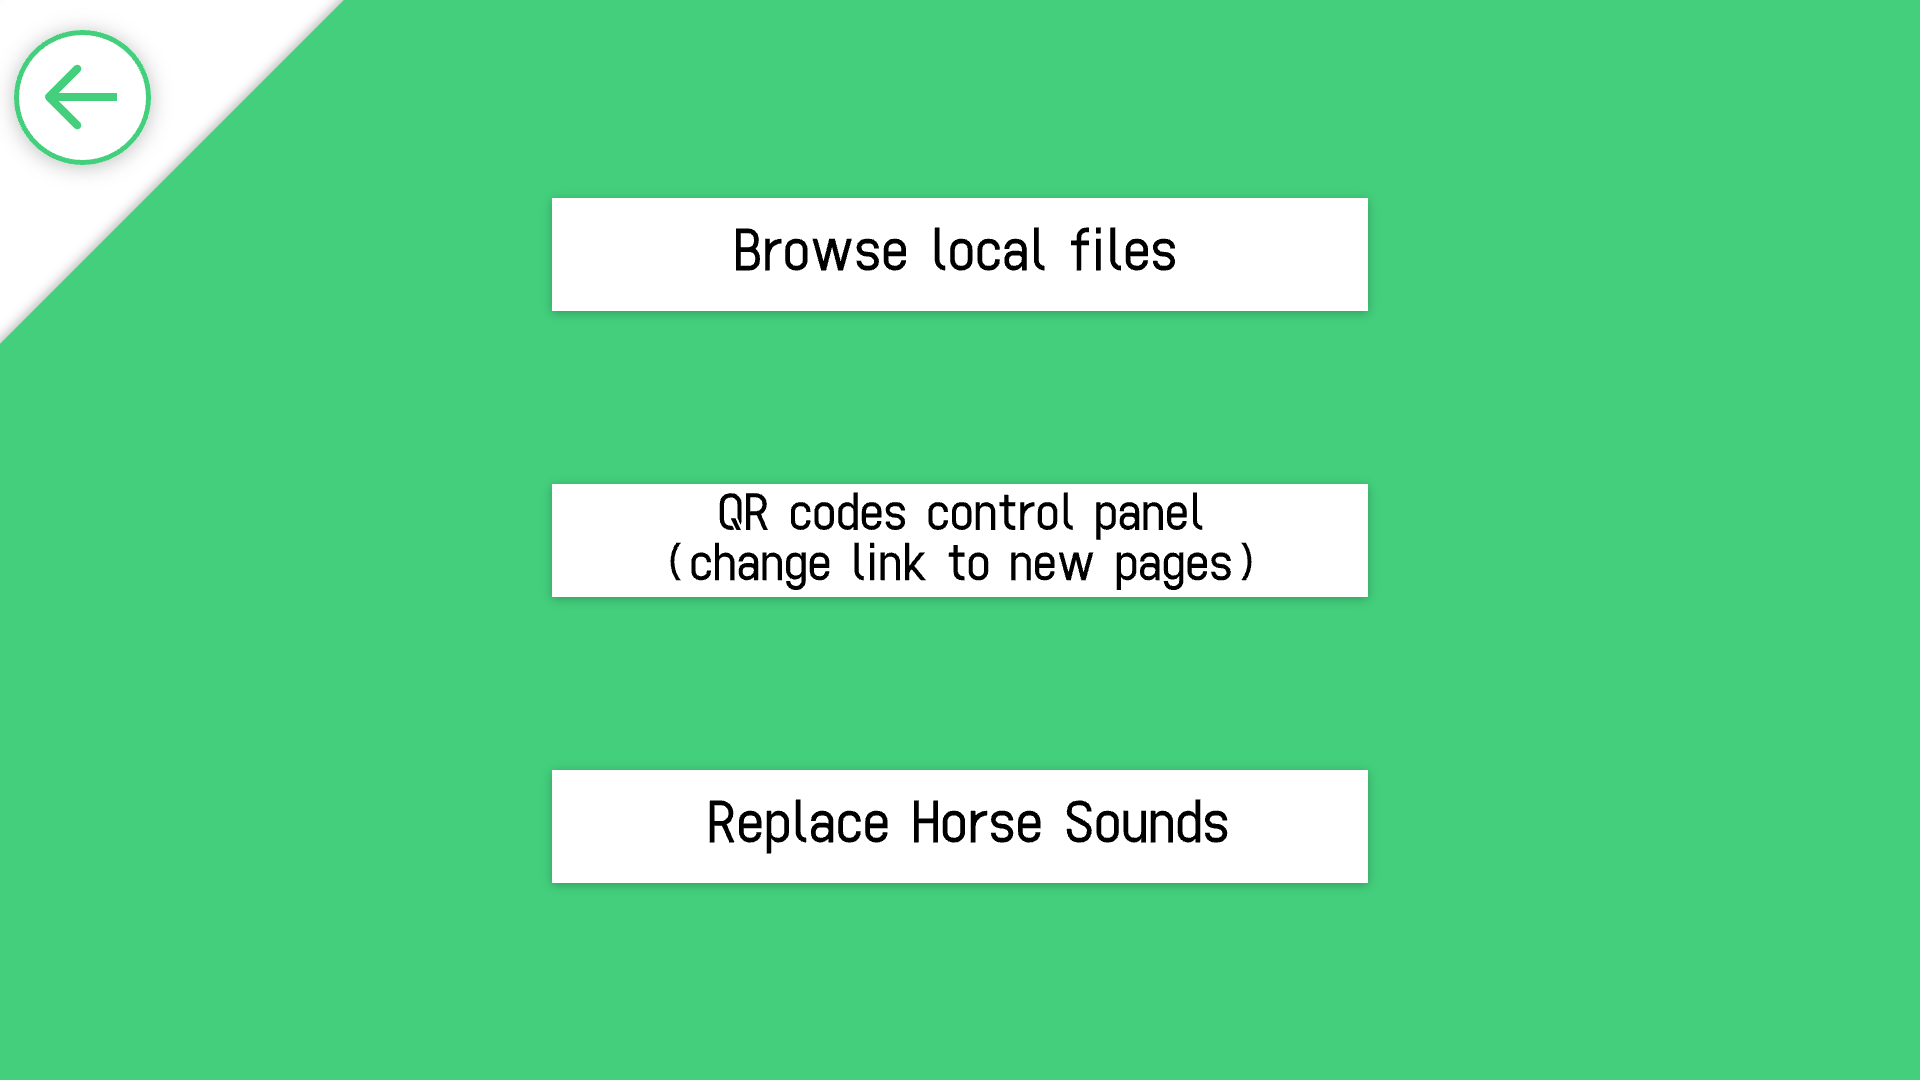 Browse local files
QR codes control panel
(change link to new pages)
Replace Horse Sounds